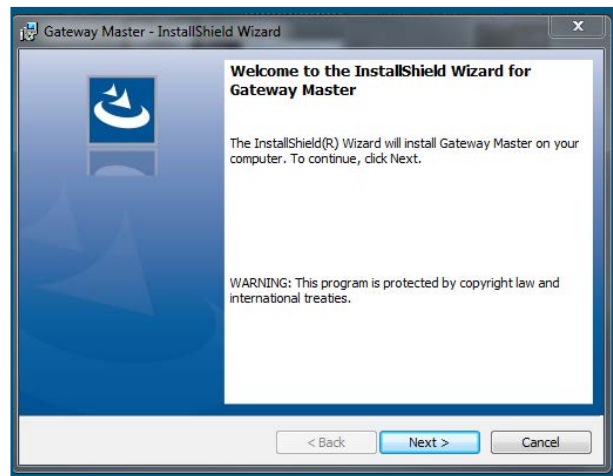 Gateway Master - InstallShield Wizard
X
Welcome to the InstallShield Wizard for
Gateway Master
The InstallShield(R) Wizard will install Gateway Master on your
computer. To continue, click Next.
WARNING: This program is protected by copyright law and
international treaties.
< Back Next > Cancel